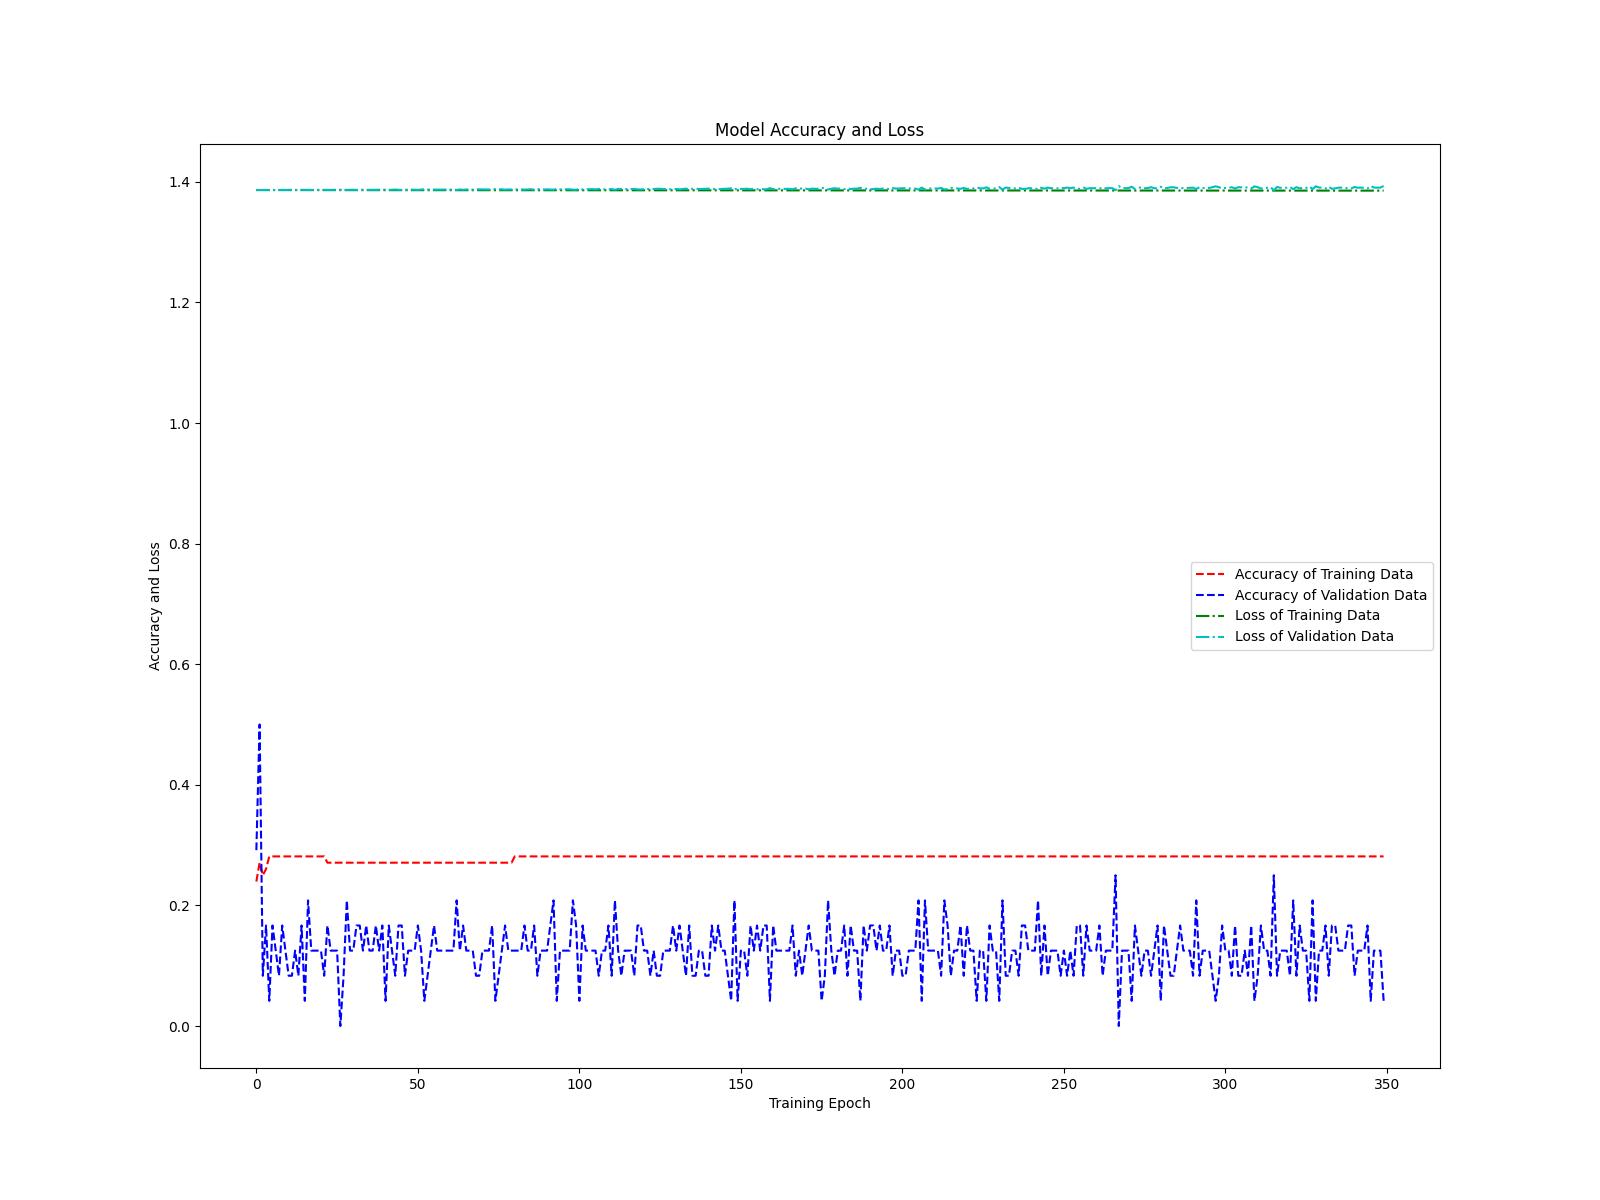 Model Accuracy and Loss
1.4
1.2
1.0
0.8
0.6
0.4
0.2
0.0
Accuracy and Loss
Accuracy of Training Data
Accuracy of Validation Data
Loss of Training Data
Loss of Validation Data
0 50 100 150 200 250 300 350
Training Epoch